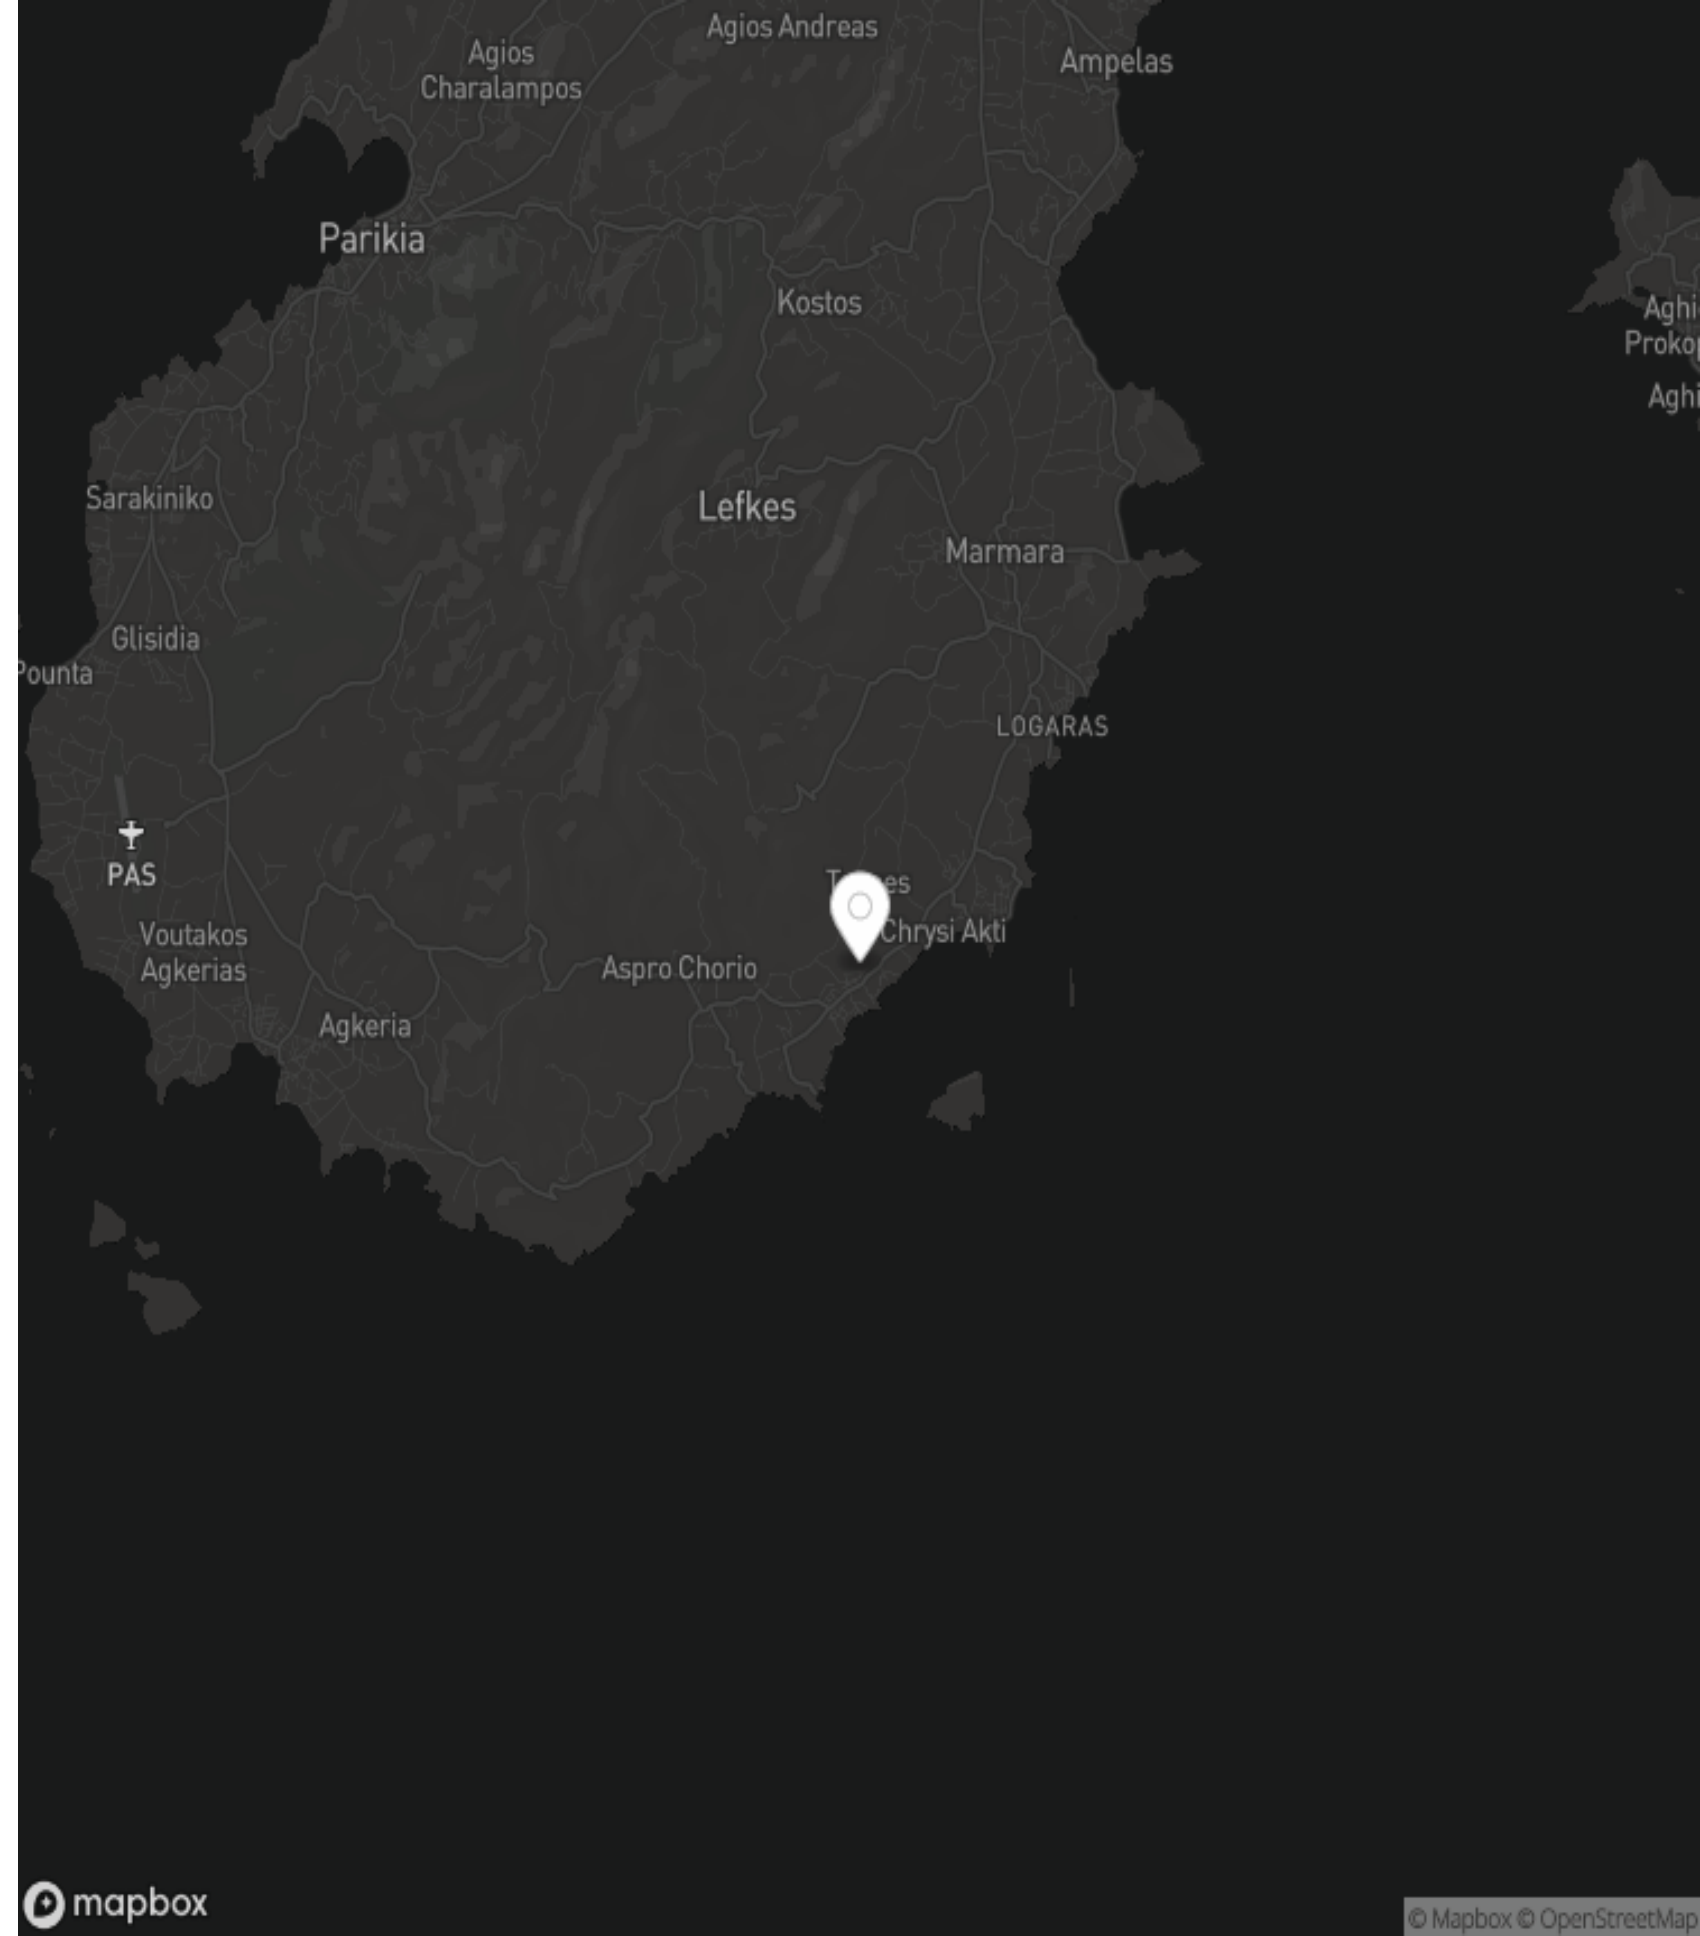 Agios Andreas
Agios
Charalampos
Ampelas
Parikia
Kostos
Aghi
Proko
Aghi
Sarakiniko
Lefkes
Marmara
Glisidia
Pounta
LOGARAS
PAS
Chrysi Akti
Voutakos
Agkerias
Aspro Chorio
Agkeria
mapbox
© Mapbox © OpenStreetMap